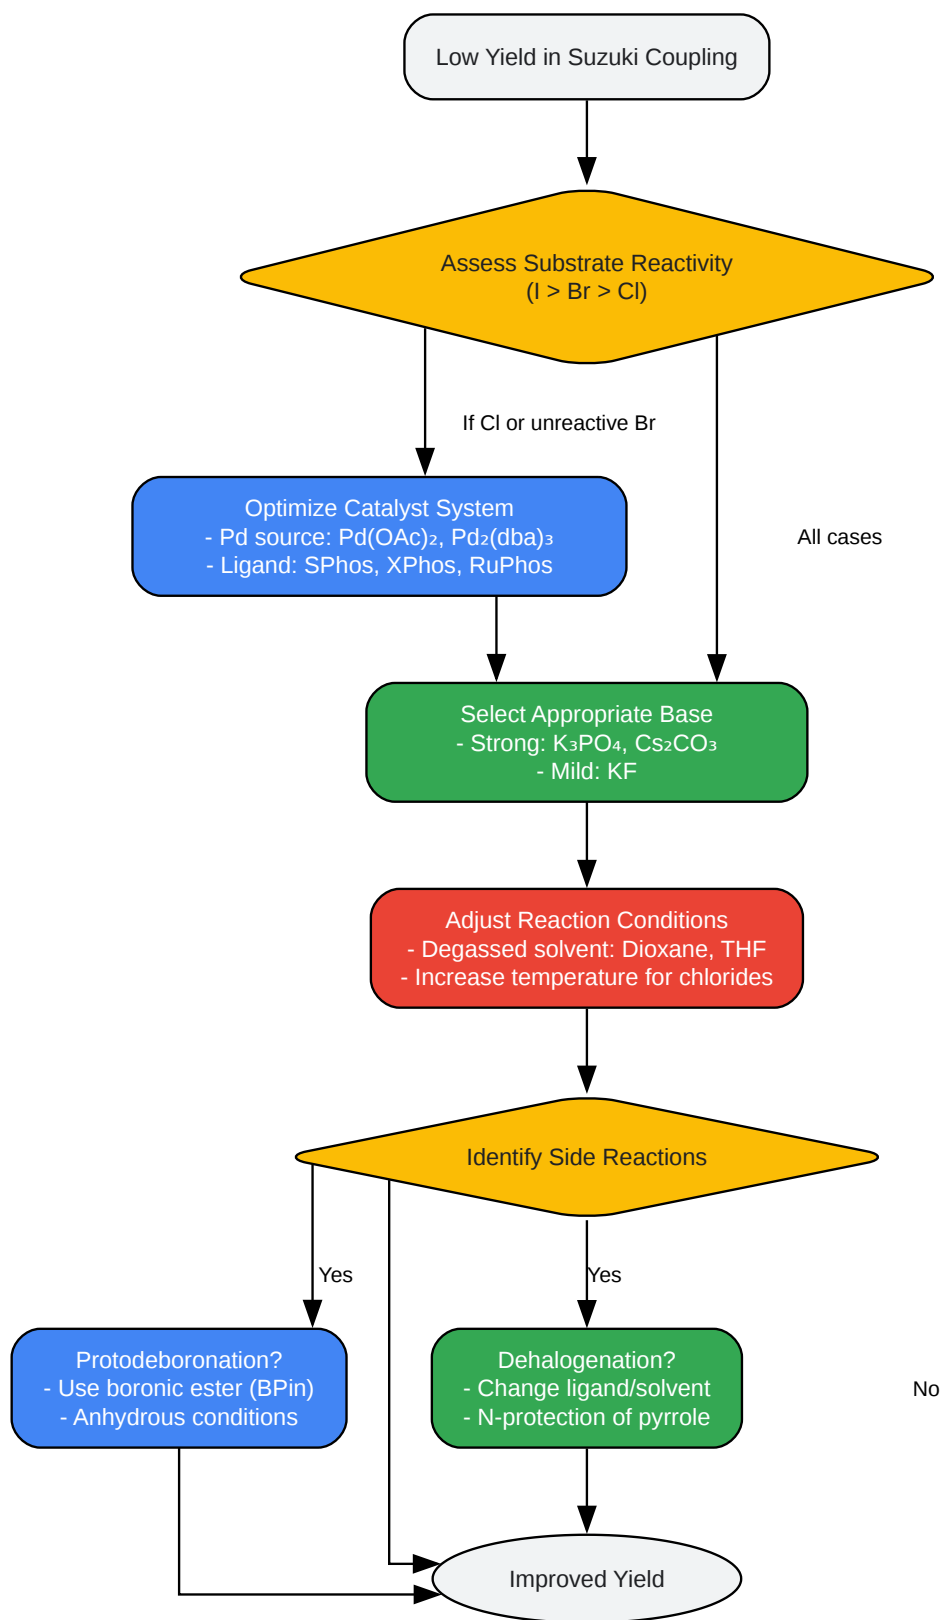 Low Yield in Suzuki Coupling
Assess Substrate Reactivity
(I > Br > Cl)
If Cl or unreactive Br
Optimize Catalyst System
- Pd source: Pd(OAc)₂, Pd₂(dba)₃
- Ligand: SPhos, XPhos, RuPhos
All cases
Select Appropriate Base
- Strong: K₃PO₄, Cs₂CO₃
- Mild: KF
Adjust Reaction Conditions
- Degassed solvent: Dioxane, THF
- Increase temperature for chlorides
Identify Side Reactions
Yes
Yes
Protodeboronation?
- Use boronic ester (BPin)
- Anhydrous conditions
Dehalogenation?
- Change ligand/solvent
- N-protection of pyrrole
No
Improved Yield